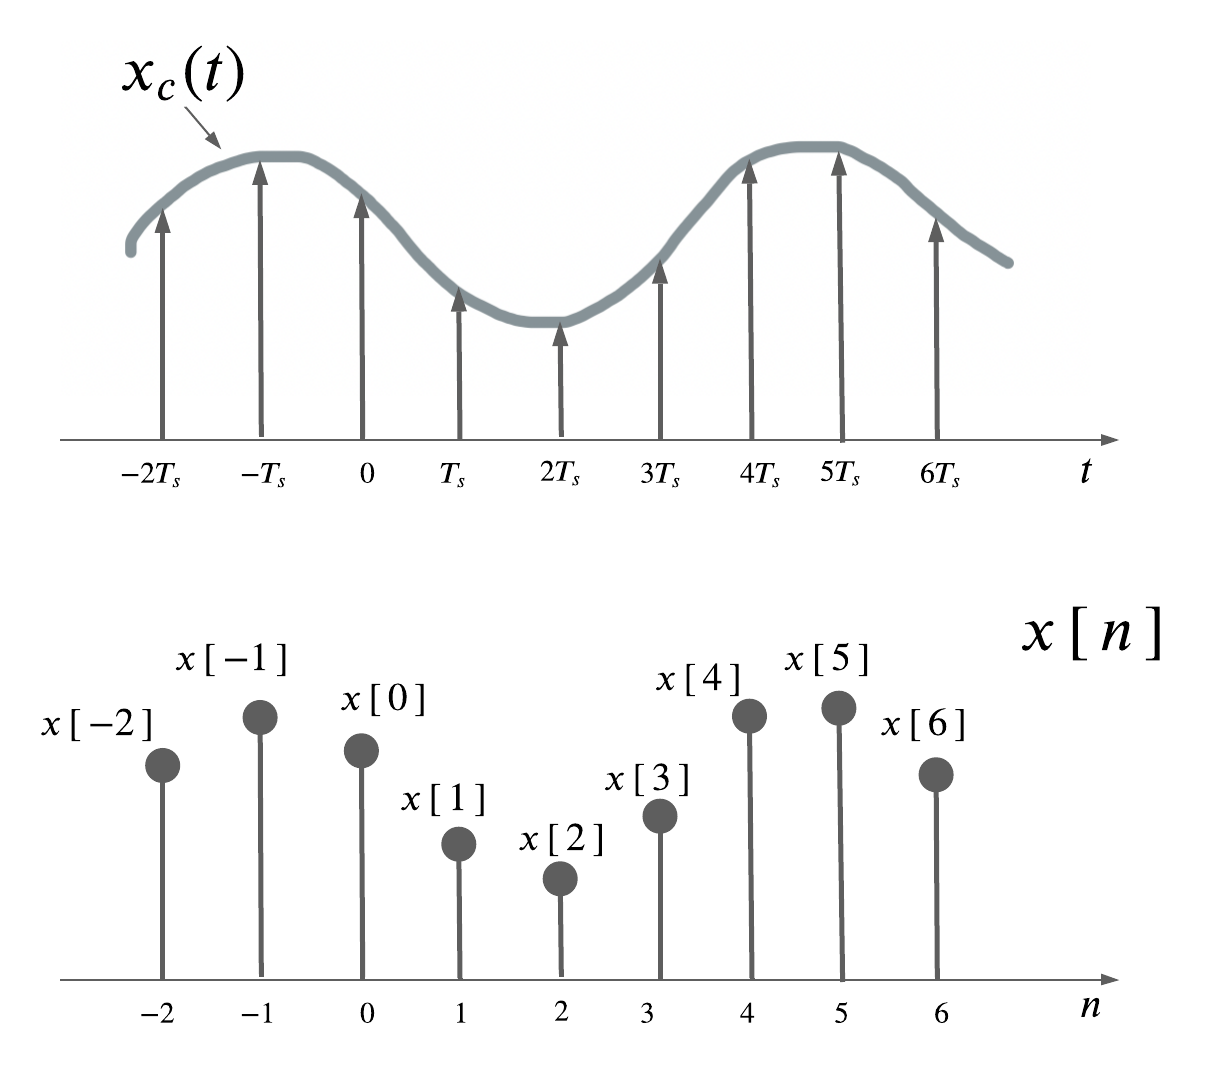 x_c(t)
−2T_s −T_s 0 T_s 2T_s 3T_s 4T_s 5T_s 6T_s t
x[n]
x[−2] x[−1] x[0] x[1] x[2] x[3] x[4] x[5] x[6]
−2 −1 0 1 2 3 4 5 6 n